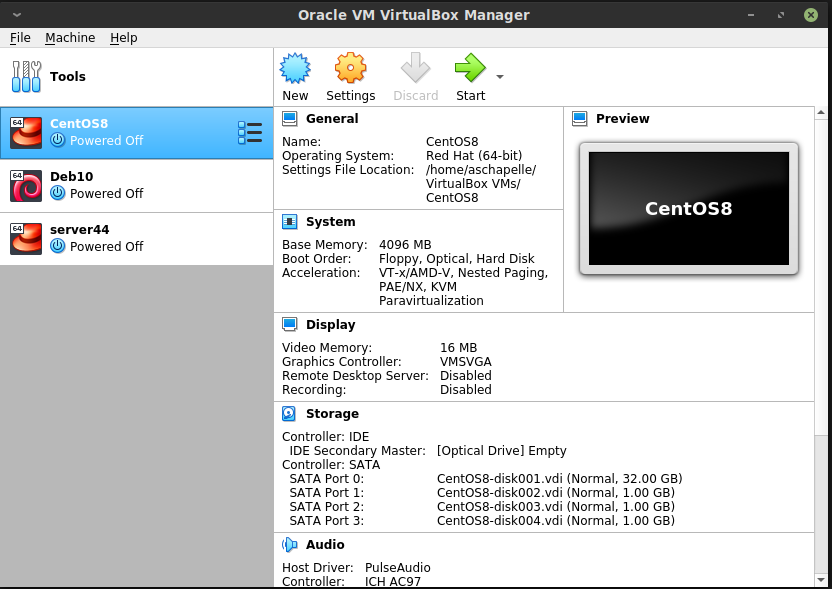 Oracle VM VirtualBox Manager
File Machine Help
Tools
New Settings Discard Start
64
CentOS8
Powered Off
64
Deb10
Powered Off
64
server44
Powered Off
General
Name: CentOS8
Operating System: Red Hat (64-bit)
Settings File Location: /home/aschapelle/
VirtualBox VMs/
CentOS8
Preview
CentOS8
System
Base Memory: 4096 MB
Boot Order: Floppy, Optical, Hard Disk
Acceleration: VT-x/AMD-V, Nested Paging,
PAE/NX, KVM
Paravirtualization
Display
Video Memory: 16 MB
Graphics Controller: VMSVGA
Remote Desktop Server: Disabled
Recording: Disabled
Storage
Controller: IDE
IDE Secondary Master: [Optical Drive] Empty
Controller: SATA
SATA Port 0: CentOS8-disk001.vdi (Normal, 32.00 GB)
SATA Port 1: CentOS8-disk002.vdi (Normal, 1.00 GB)
SATA Port 2: CentOS8-disk003.vdi (Normal, 1.00 GB)
SATA Port 3: CentOS8-disk004.vdi (Normal, 1.00 GB)
Audio
Host Driver: PulseAudio
Controller: ICH AC97